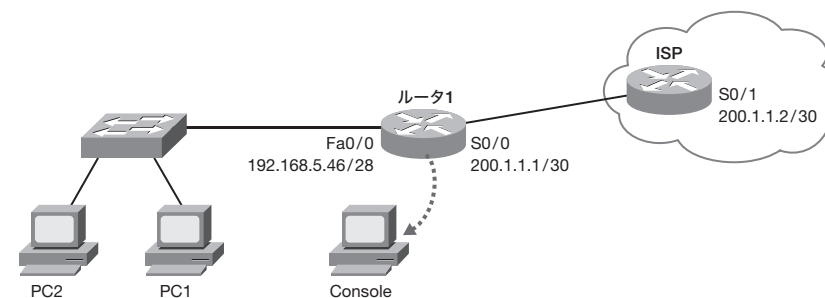 ISP
ルータ1
S0/1
200.1.1.2/30
Fa0/0
192.168.5.46/28
S0/0
200.1.1.1/30
PC2
PC1
Console